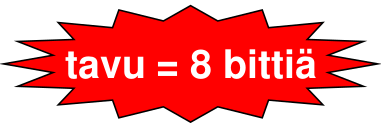 tavu = 8 bittiä